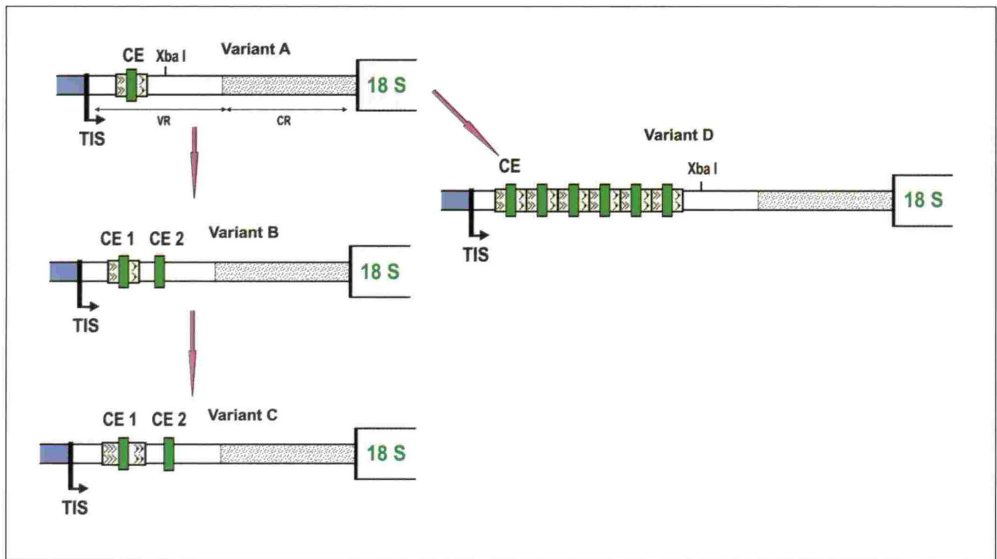 CE Xba I Variant A
18 S
TIS VR CR
Variant D
CE Xba I
18 S
TIS
CE 1 CE 2 Variant B
18 S
TIS
CE 1 CE 2 Variant C
18 S
TIS